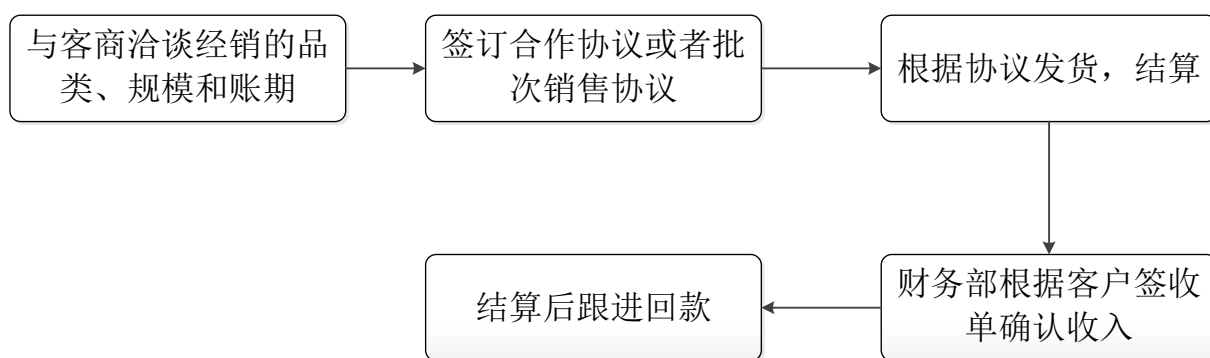 与客商洽谈经销的品
类、规模和账期
签订合作协议或者批
次销售协议
根据协议发货，结算
财务部根据客户签收
单确认收入
结算后跟进回款